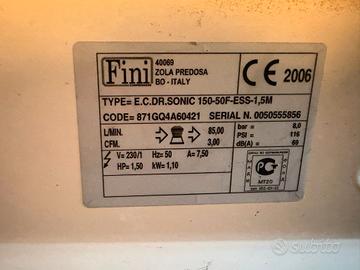 Fini
40069
ZOLA PREDOSA
BO - ITALY
CE 2006
TYPE= E.C.DR.SONIC 150-50F-ESS-1,5M
CODE= 871GQ4A60421 SERIAL N. 0050555856
L/MIN. 85,00
CFM. 3,00
bar = 8,0
PSI = 116
dB(A) = 69
V= 230/1 Hz= 50 A= 7,50
HP= 1,50 kW= 1,10
MT20
subito